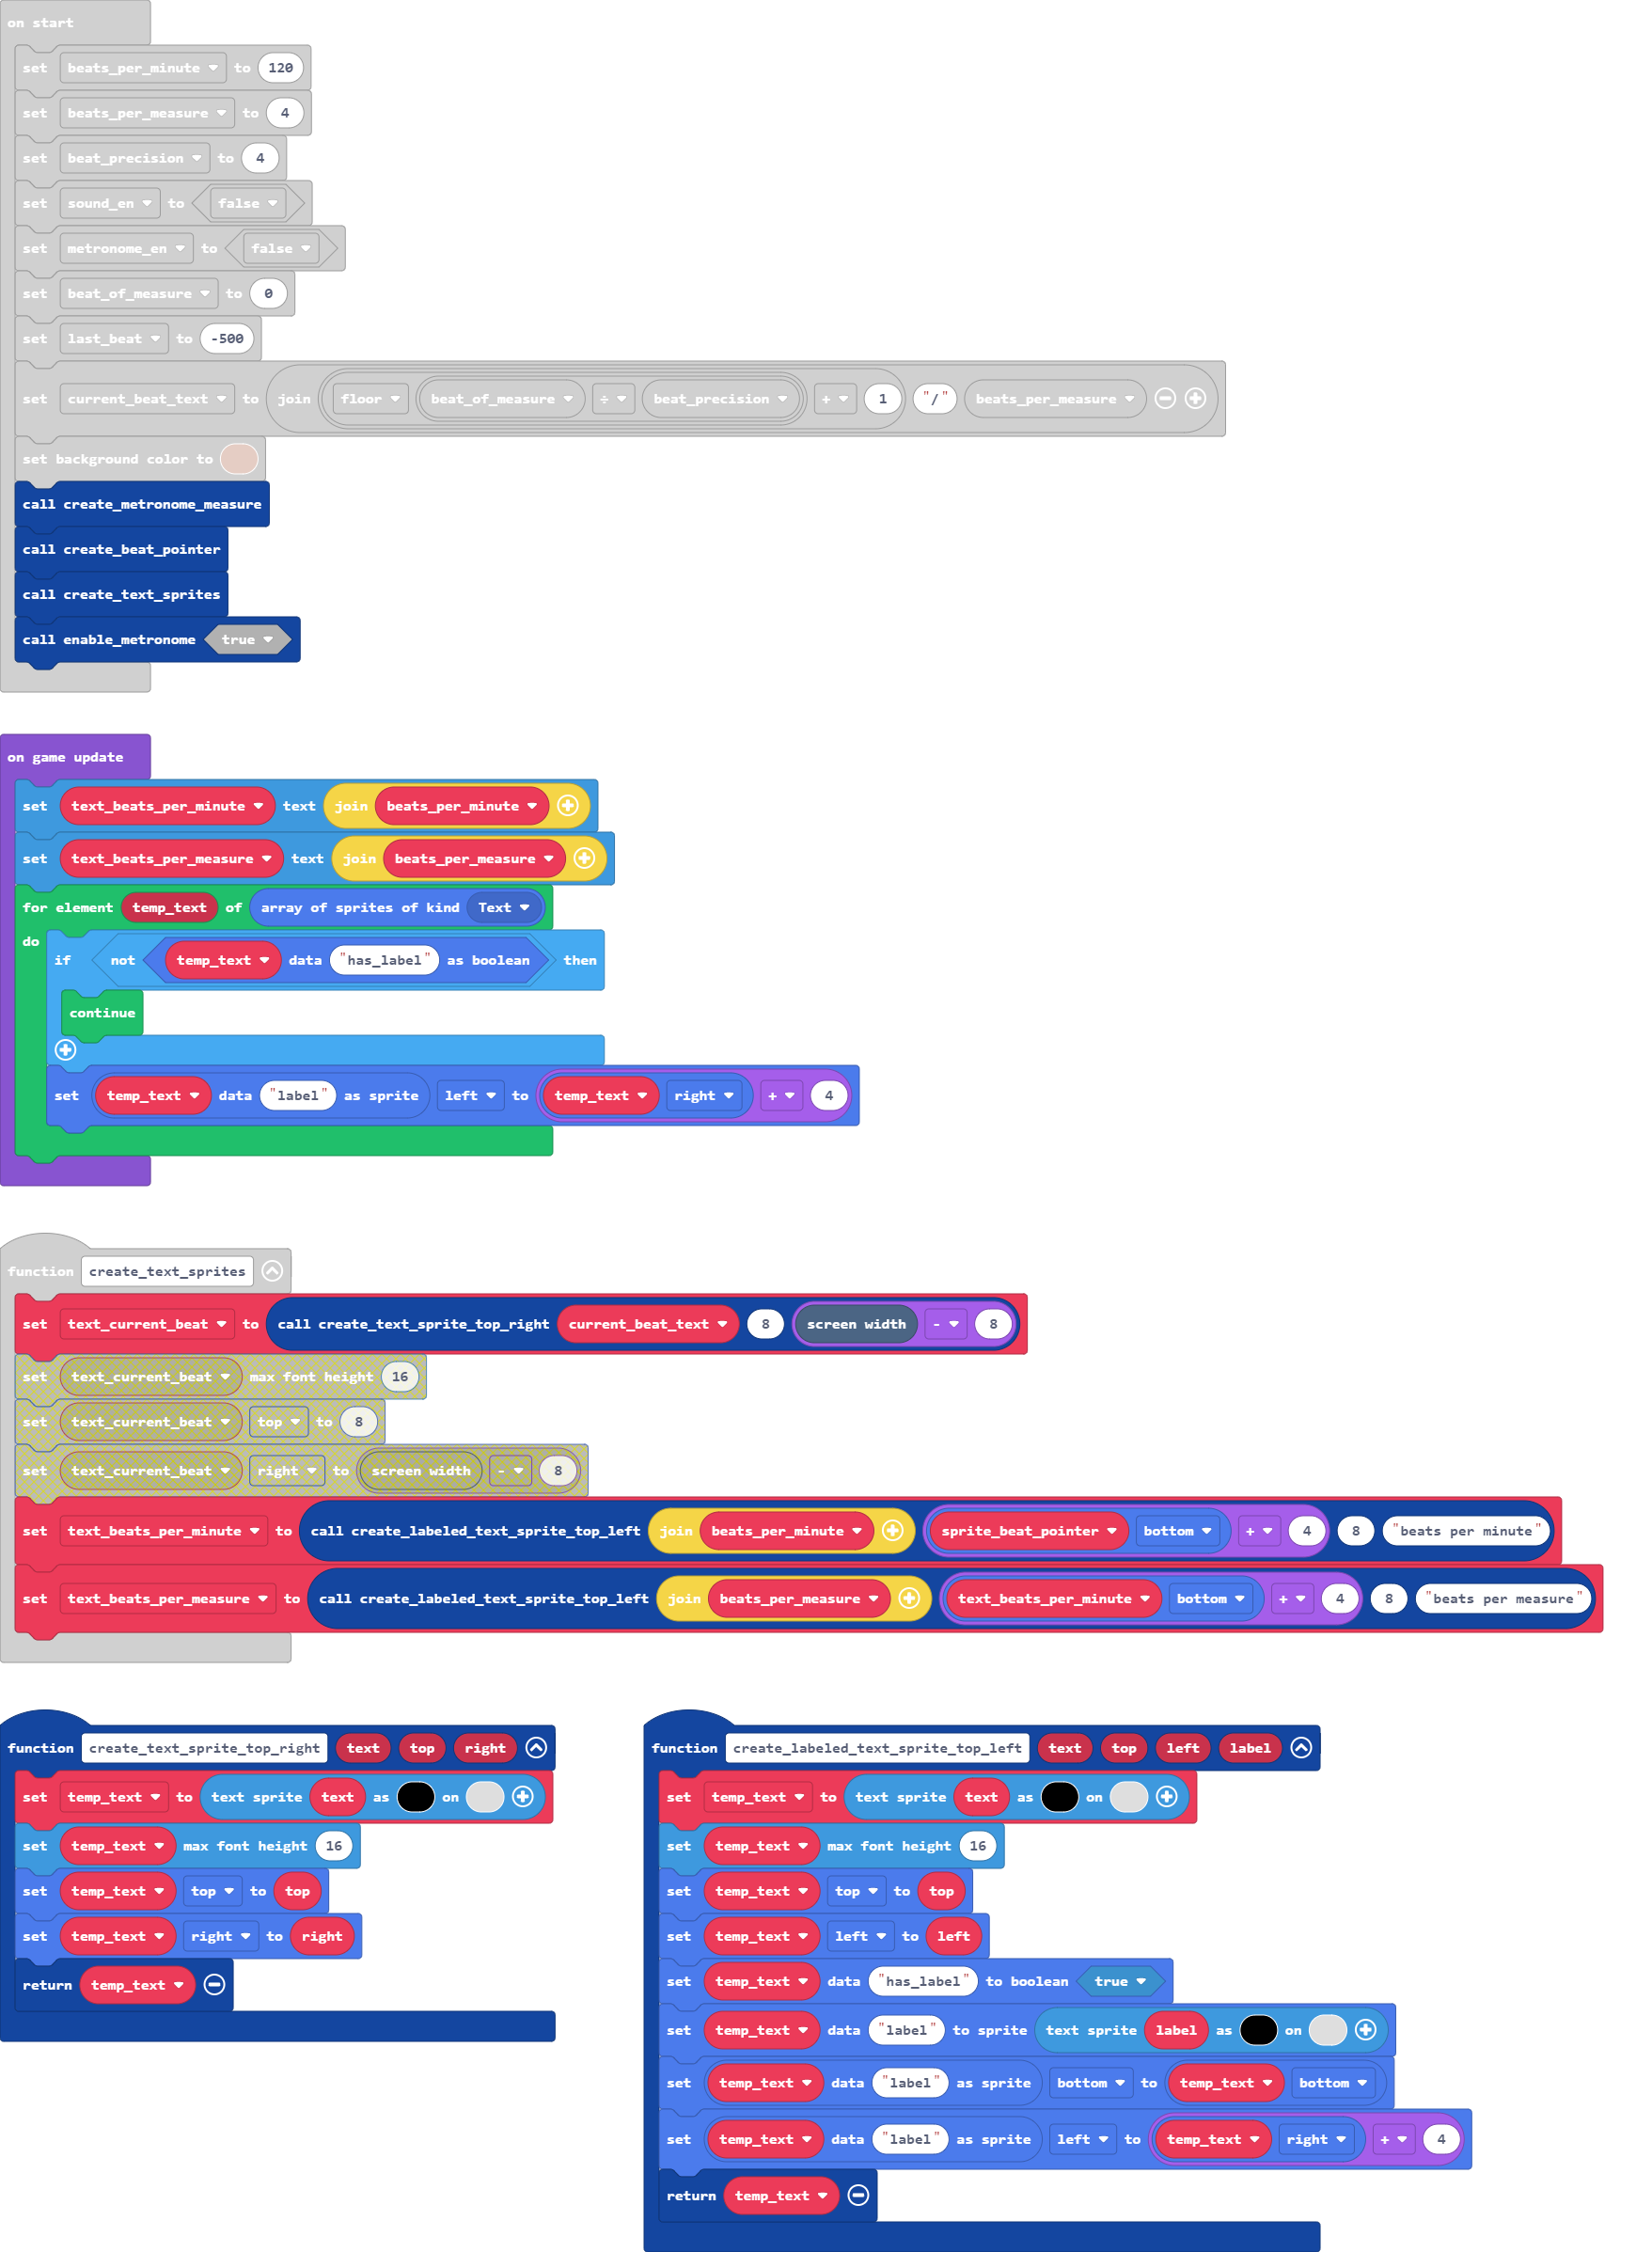 on start
set beats_per_minute to 120
set beats_per_measure to 4
set beat_precision to 4
set sound_en to false
set metronome_en to false
set beat_of_measure to 0
set last_beat to -500
set current_beat_text to join floor beat_of_measure ÷ beat_precision + 1 "/" beats_per_measure
set background color to
call create_metronome_measure
call create_beat_pointer
call create_text_sprites
call enable_metronome true
on game update
set text_beats_per_minute text join beats_per_minute
set text_beats_per_measure text join beats_per_measure
for element temp_text of array of sprites of kind Text
do
if not temp_text data "has_label" as boolean then
continue
set temp_text data "label" as sprite left to temp_text right + 4
function create_text_sprites
set text_current_beat to call create_text_sprite_top_right current_beat_text 8 screen width - 8
set text_current_beat max font height 16
set text_current_beat top to 8
set text_current_beat right to screen width - 8
set text_beats_per_minute to call create_labeled_text_sprite_top_left join beats_per_minute sprite_beat_pointer bottom + 4 8 "beats per minute"
set text_beats_per_measure to call create_labeled_text_sprite_top_left join beats_per_measure text_beats_per_minute bottom + 4 8 "beats per measure"
function create_text_sprite_top_right text top right
set temp_text to text sprite text as on
set temp_text max font height 16
set temp_text top to top
set temp_text right to right
return temp_text
function create_labeled_text_sprite_top_left text top left label
set temp_text to text sprite text as on
set temp_text max font height 16
set temp_text top to top
set temp_text left to left
set temp_text data "has_label" to boolean true
set temp_text data "label" to sprite text sprite label as on
set temp_text data "label" as sprite bottom to temp_text bottom
set temp_text data "label" as sprite left to temp_text right + 4
return temp_text